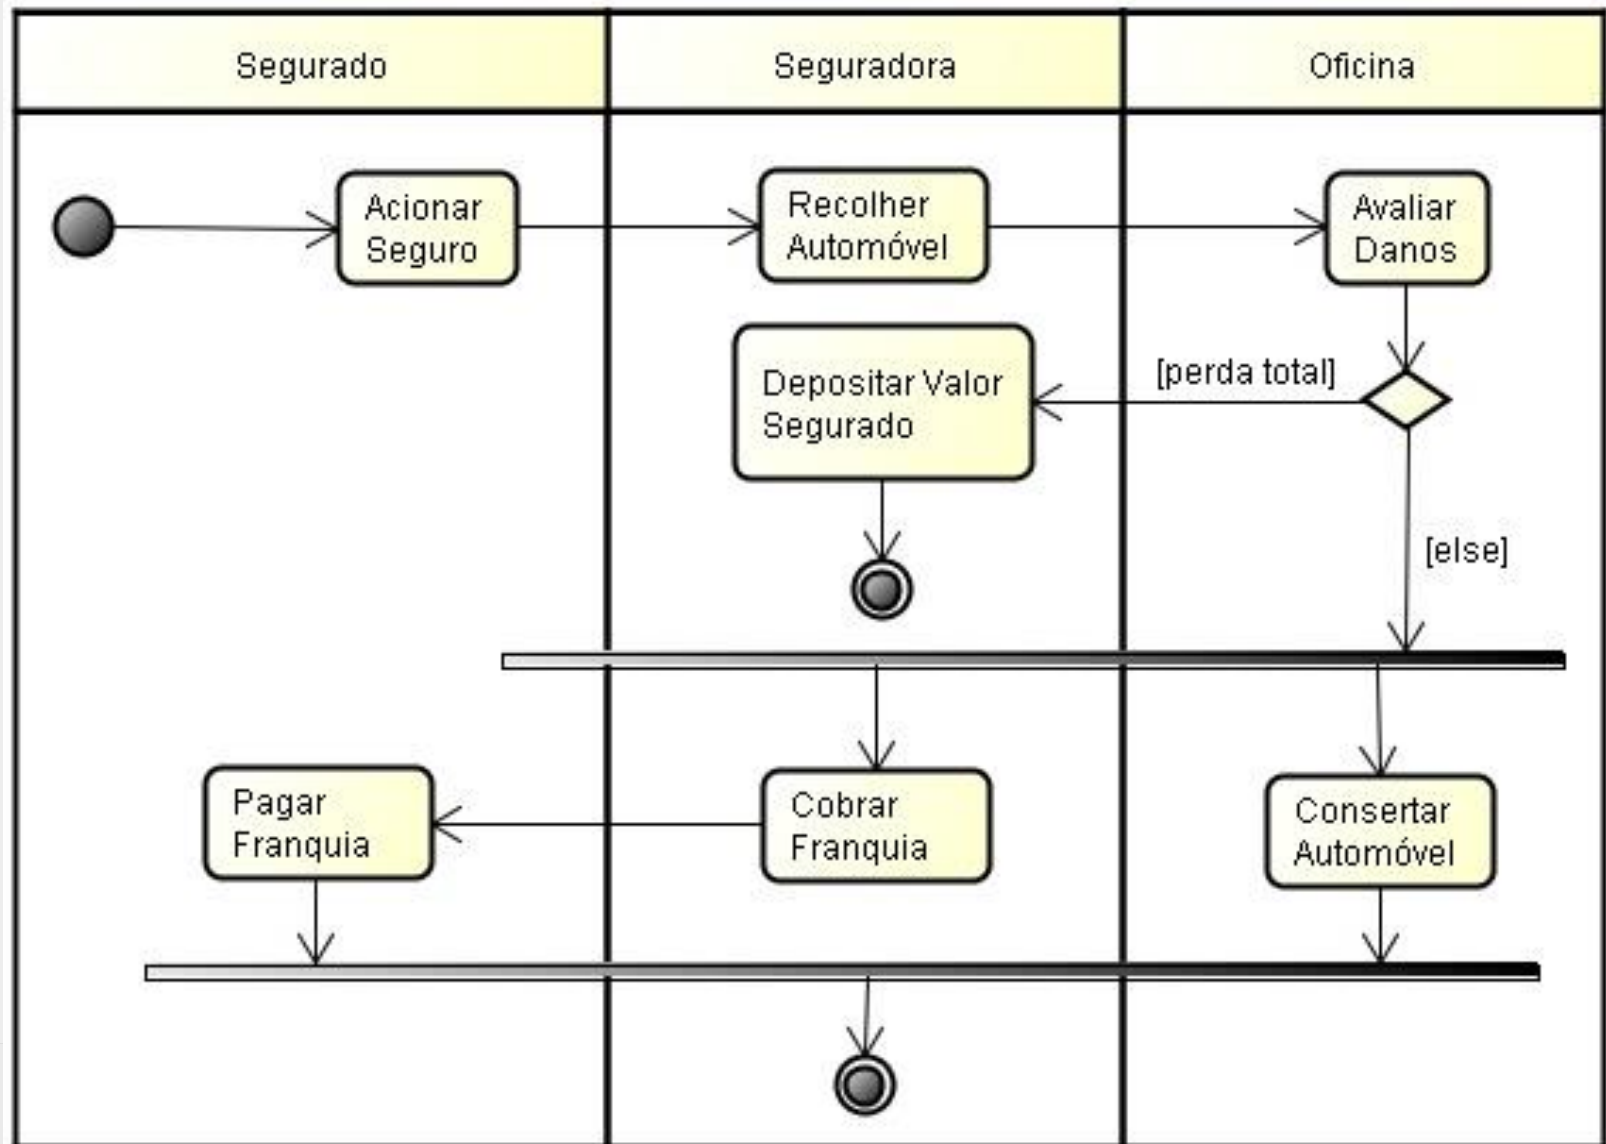 Segurado
Seguradora
Oficina
Acionar
Seguro
Recolher
Automóvel
Avaliar
Danos
Depositar Valor
Segurado
[perda total]
[else]
Pagar
Franquia
Cobrar
Franquia
Consertar
Automóvel